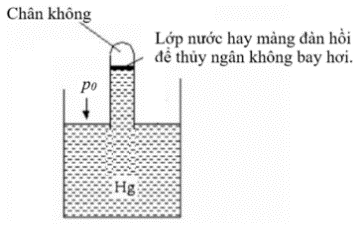 Chân không
Lớp nước hay màng đàn hồi
để thủy ngân không bay hơi.
p₀
Hg